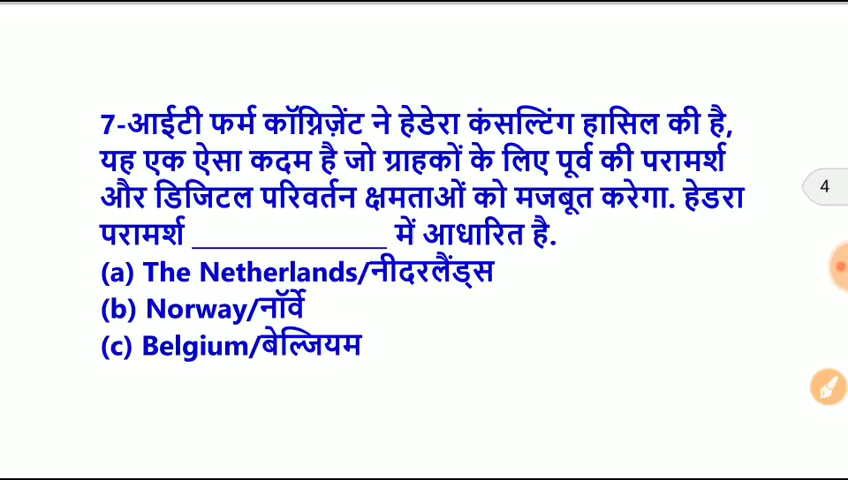 7-आईटी फर्म कॉग्निज़ेंट ने हेडेरा कंसल्टिंग हासिल की है,
यह एक ऐसा कदम है जो ग्राहकों के लिए पूर्व की परामर्श
और डिजिटल परिवर्तन क्षमताओं को मजबूत करेगा. हेडरा
परामर्श ________________ में आधारित है.
(a) The Netherlands/नीदरलैंड्स
(b) Norway/नॉर्वे
(c) Belgium/बेल्जियम
4